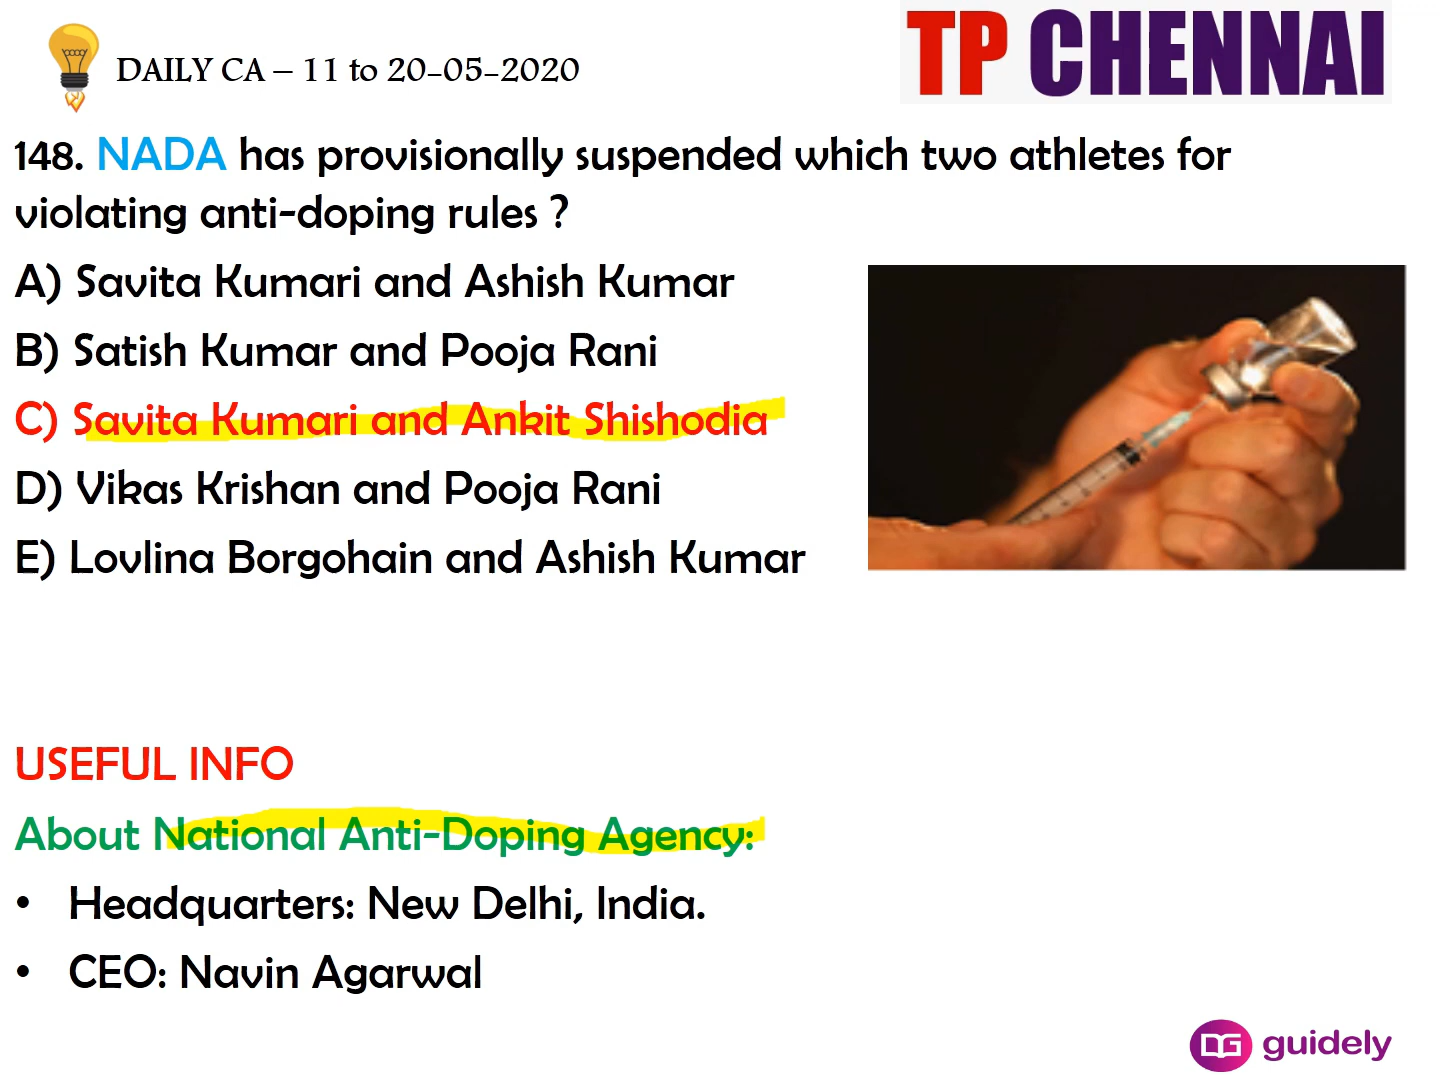 DAILY CA – 11 to 20-05-2020
TP CHENNAI
148. NADA has provisionally suspended which two athletes for
violating anti-doping rules ?
A) Savita Kumari and Ashish Kumar
B) Satish Kumar and Pooja Rani
C) Savita Kumari and Ankit Shishodia
D) Vikas Krishan and Pooja Rani
E) Lovlina Borgohain and Ashish Kumar
USEFUL INFO
About National Anti-Doping Agency:
• Headquarters: New Delhi, India.
• CEO: Navin Agarwal
guidely